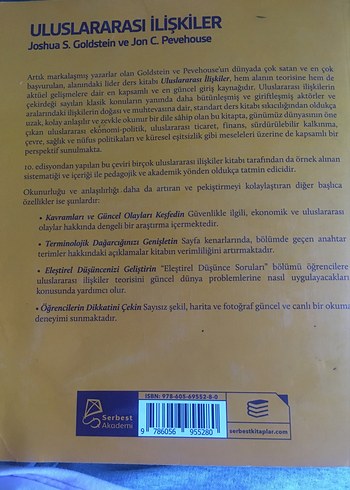 ULUSLARARASI İLİŞKİLER
Joshua S. Goldstein ve Jon C. Pevehouse
Artık markalaşmış yazarlar olan Goldstein ve Pevehouse'un dünyada çok satan ve en çok
başvurulan, alanındaki lider ders kitabı Uluslararası İlişkiler, hem alanın teorisine hem de
aktüel gelişmelere dair en kapsamlı ve en güncel giriş kaynağıdır. Uluslararası ilişkilerin
çekirdeği sayılan klasik konuların yanında daha bütünleşmiş ve giriftleşmiş aktörler ve
aralarındaki ilişkilerin doğası ve muhtevasına dair, standart ders kitabı sıkıcılığından oldukça
uzak, kolay anlaşılır ve zevkle okunur bir dile sâhip olan bu kitapta, günümüz dünyasının öne
çıkan uluslararası ekonomi-politik, uluslararası ticaret, finans, sürdürülebilir kalkınma,
çevre, sağlık ve nüfus politikaları ve küresel eşitsizlik gibi meseleleri üzerine de kapsamlı bir
perspektif sunulmakta.
10. edisyondan yapılan bu çeviri birçok uluslararası ilişkiler kitabı tarafından da örnek alınan
sistematiği ve içeriği ile pedagojik ve akademik yönden oldukça tatmin edicidir.
Okunurluğu ve anlaşılırlığı daha da artıran ve pekiştirmeyi kolaylaştıran diğer başlıca
özellikler ise şunlardır:
• Kavramları ve Güncel Olayları Keşfedin Güvenlikle ilgili, ekonomik ve uluslararası
olaylar hakkında dengeli bir araştırma içermektedir.
• Terminolojik Dağarcığınızı Genişletin Sayfa kenarlarında, bölümde geçen anahtar
terimler hakkındaki açıklamalar kitabın verimliliğini artırmaktadır.
• Eleştirel Düşüncenizi Geliştirin "Eleştirel Düşünce Soruları" bölümü öğrencilere
uluslararası ilişkiler teorisini güncel dünya problemlerine nasıl uygulayacakları
konusunda yardımcı olur.
• Öğrencilerin Dikkatini Çekin Sayısız şekil, harita ve fotoğraf güncel ve canlı bir okuma
deneyimi sunmaktadır.
ISBN: 978-605-69552-8-0
Serbest
Akademi
9 786056 955280
serbestkitaplar.com